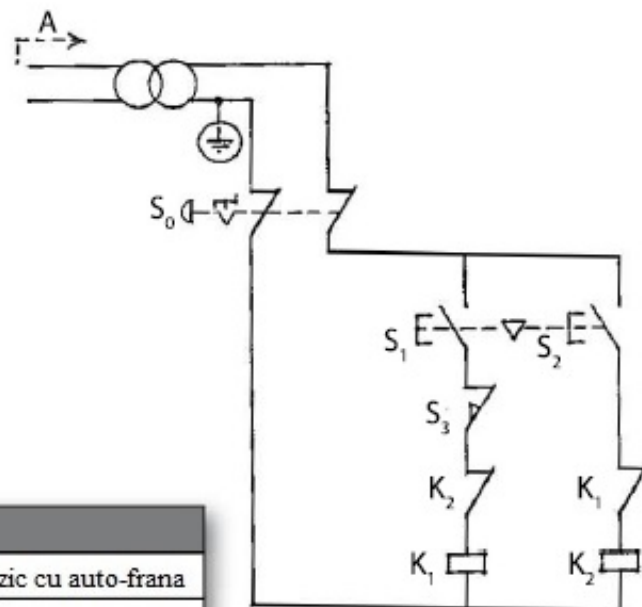 A
S₀
S₁
S₂
S₃
K₂
K₁
K₁
K₂
zic cu auto-frana